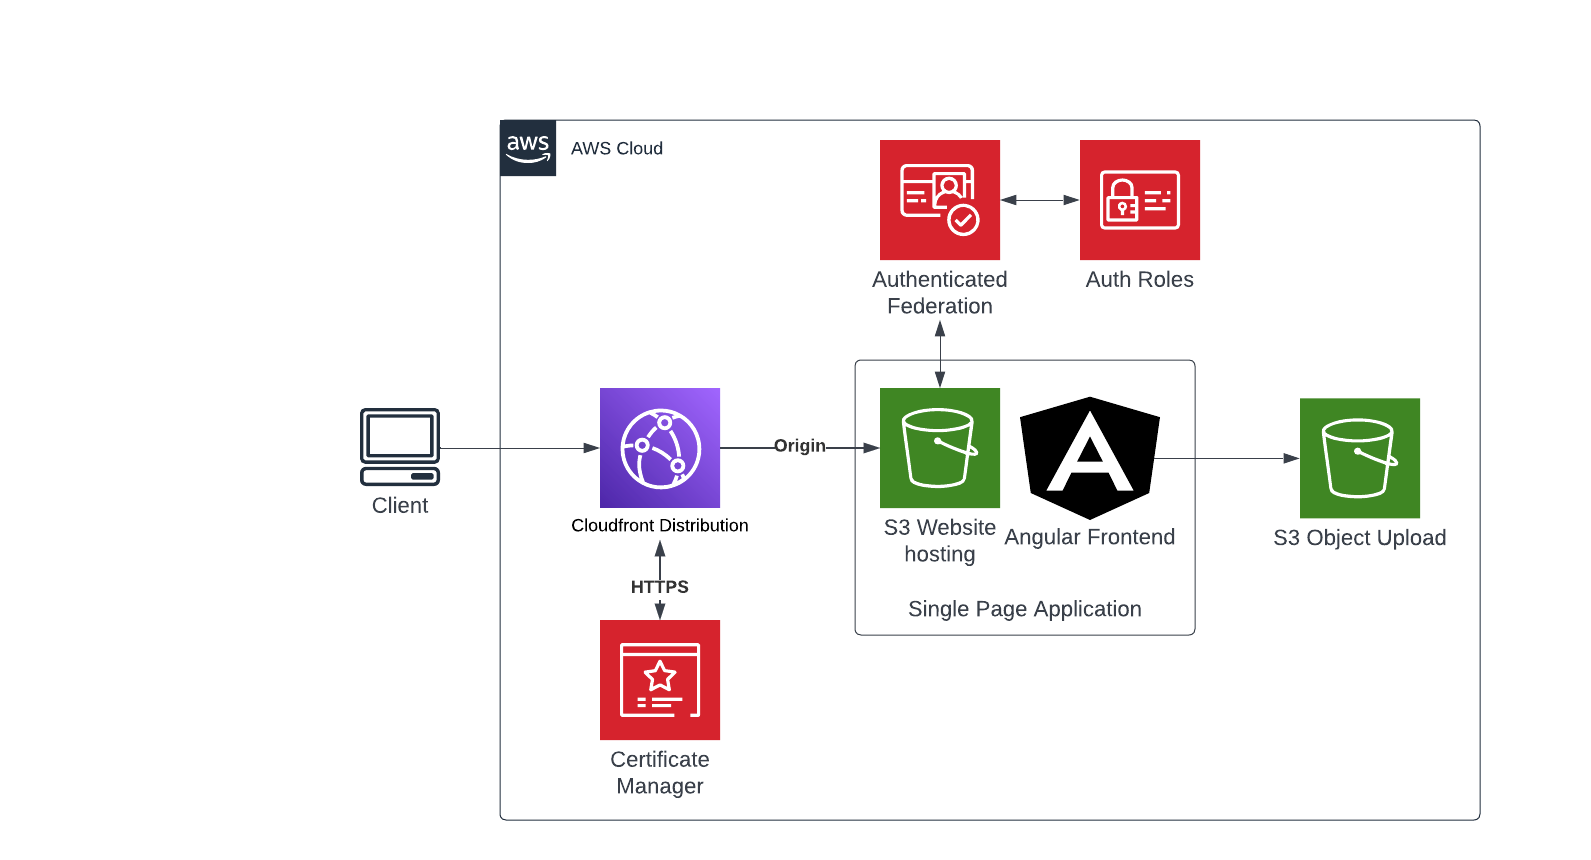 aws
AWS Cloud
Authenticated
Federation
Auth Roles
Client
Cloudfront Distribution
Origin
HTTPS
Certificate
Manager
S3 Website
hosting
Angular Frontend
Single Page Application
S3 Object Upload